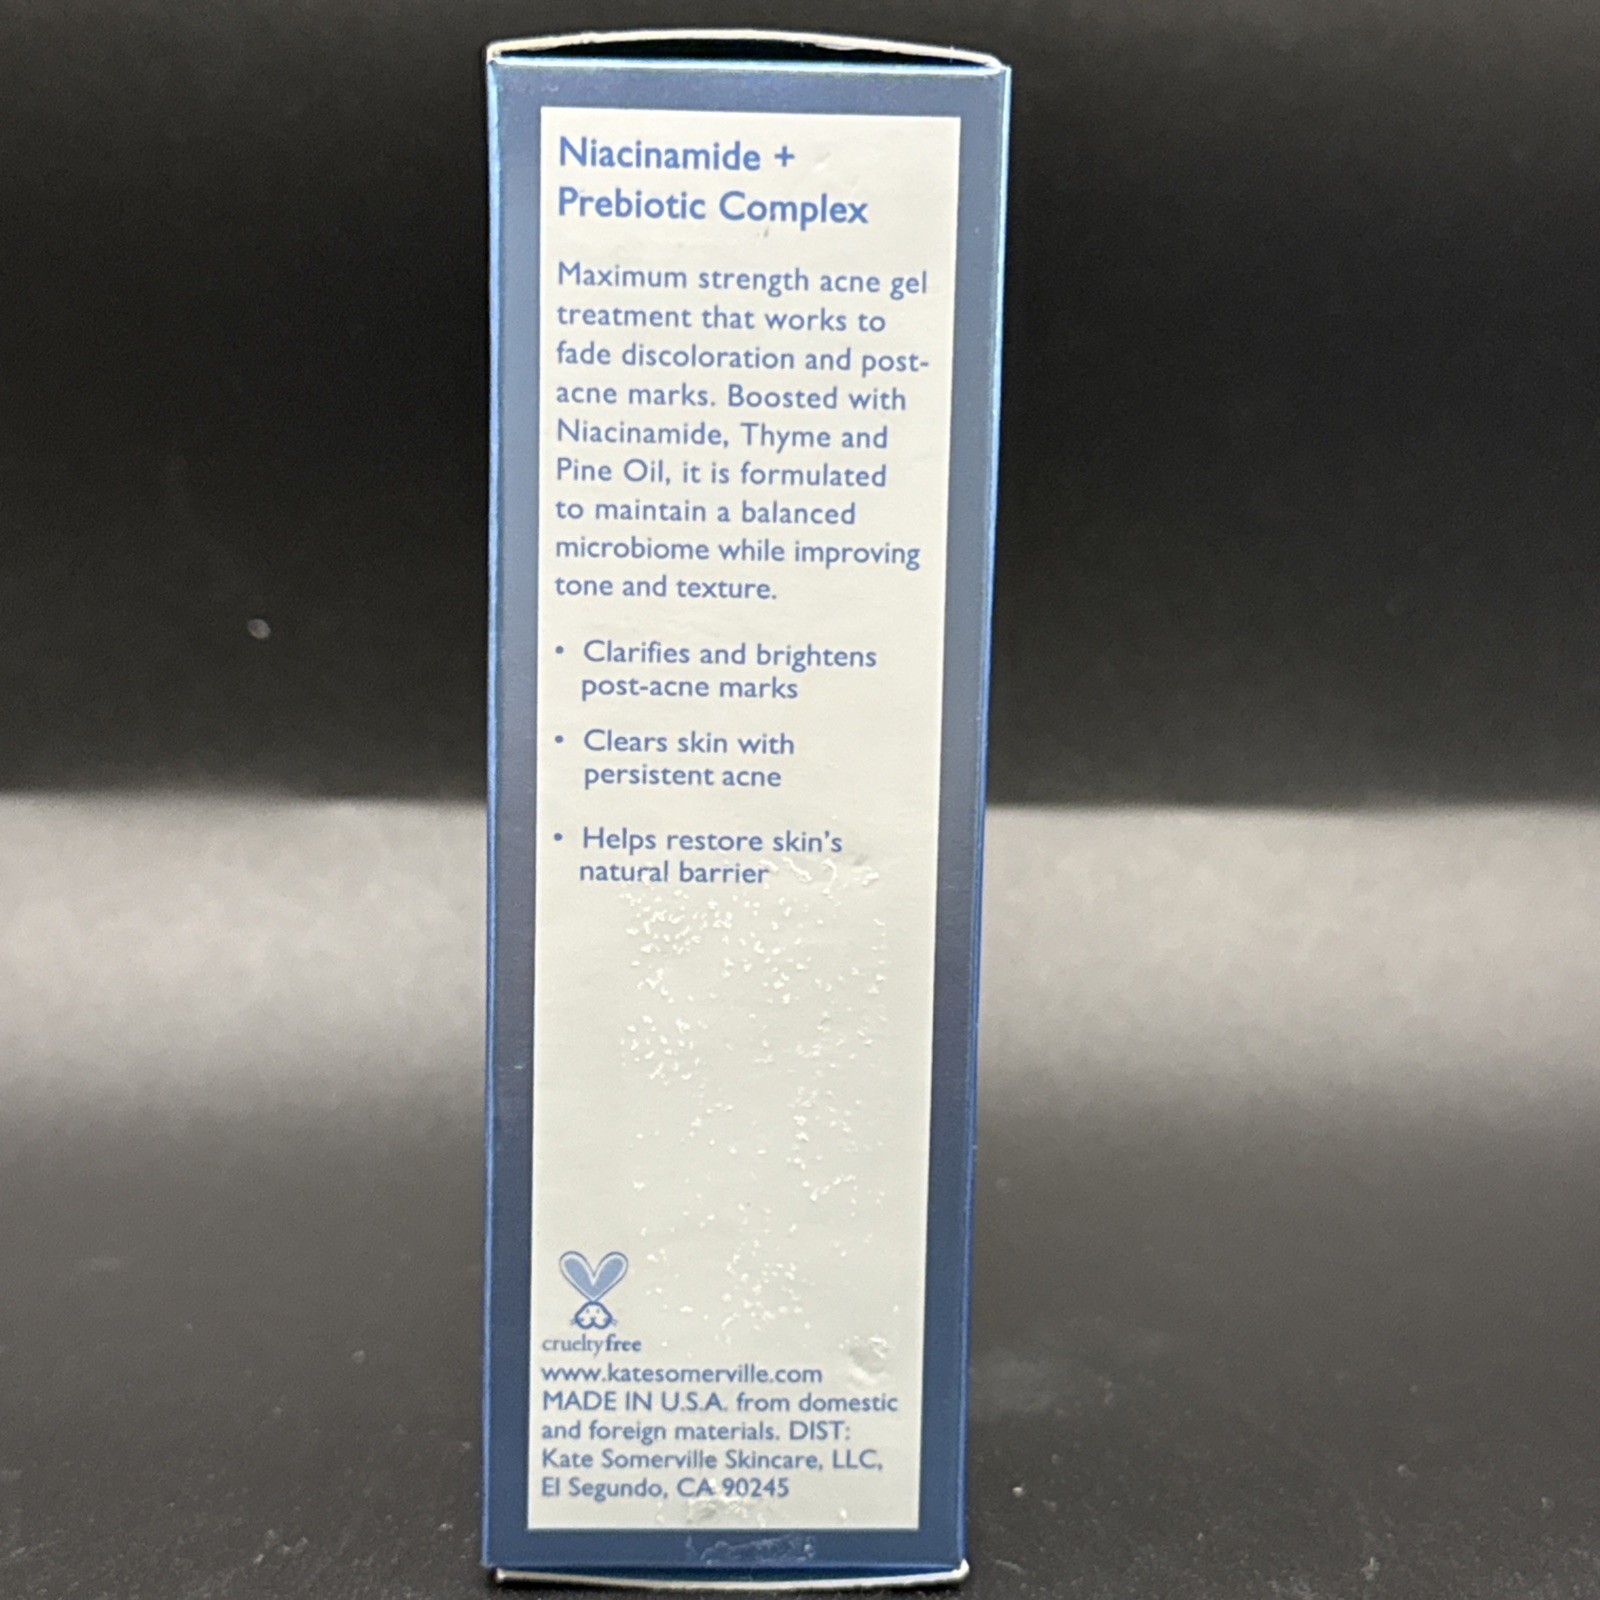 Niacinamide +
Prebiotic Complex
Maximum strength acne gel
treatment that works to
fade discoloration and post-
acne marks. Boosted with
Niacinamide, Thyme and
Pine Oil, it is formulated
to maintain a balanced
microbiome while improving
tone and texture.
• Clarifies and brightens
post-acne marks
• Clears skin with
persistent acne
• Helps restore skin's
natural barrier
crueltyfree
www.katesomerville.com
MADE IN U.S.A. from domestic
and foreign materials. DIST:
Kate Somerville Skincare, LLC,
El Segundo, CA 90245